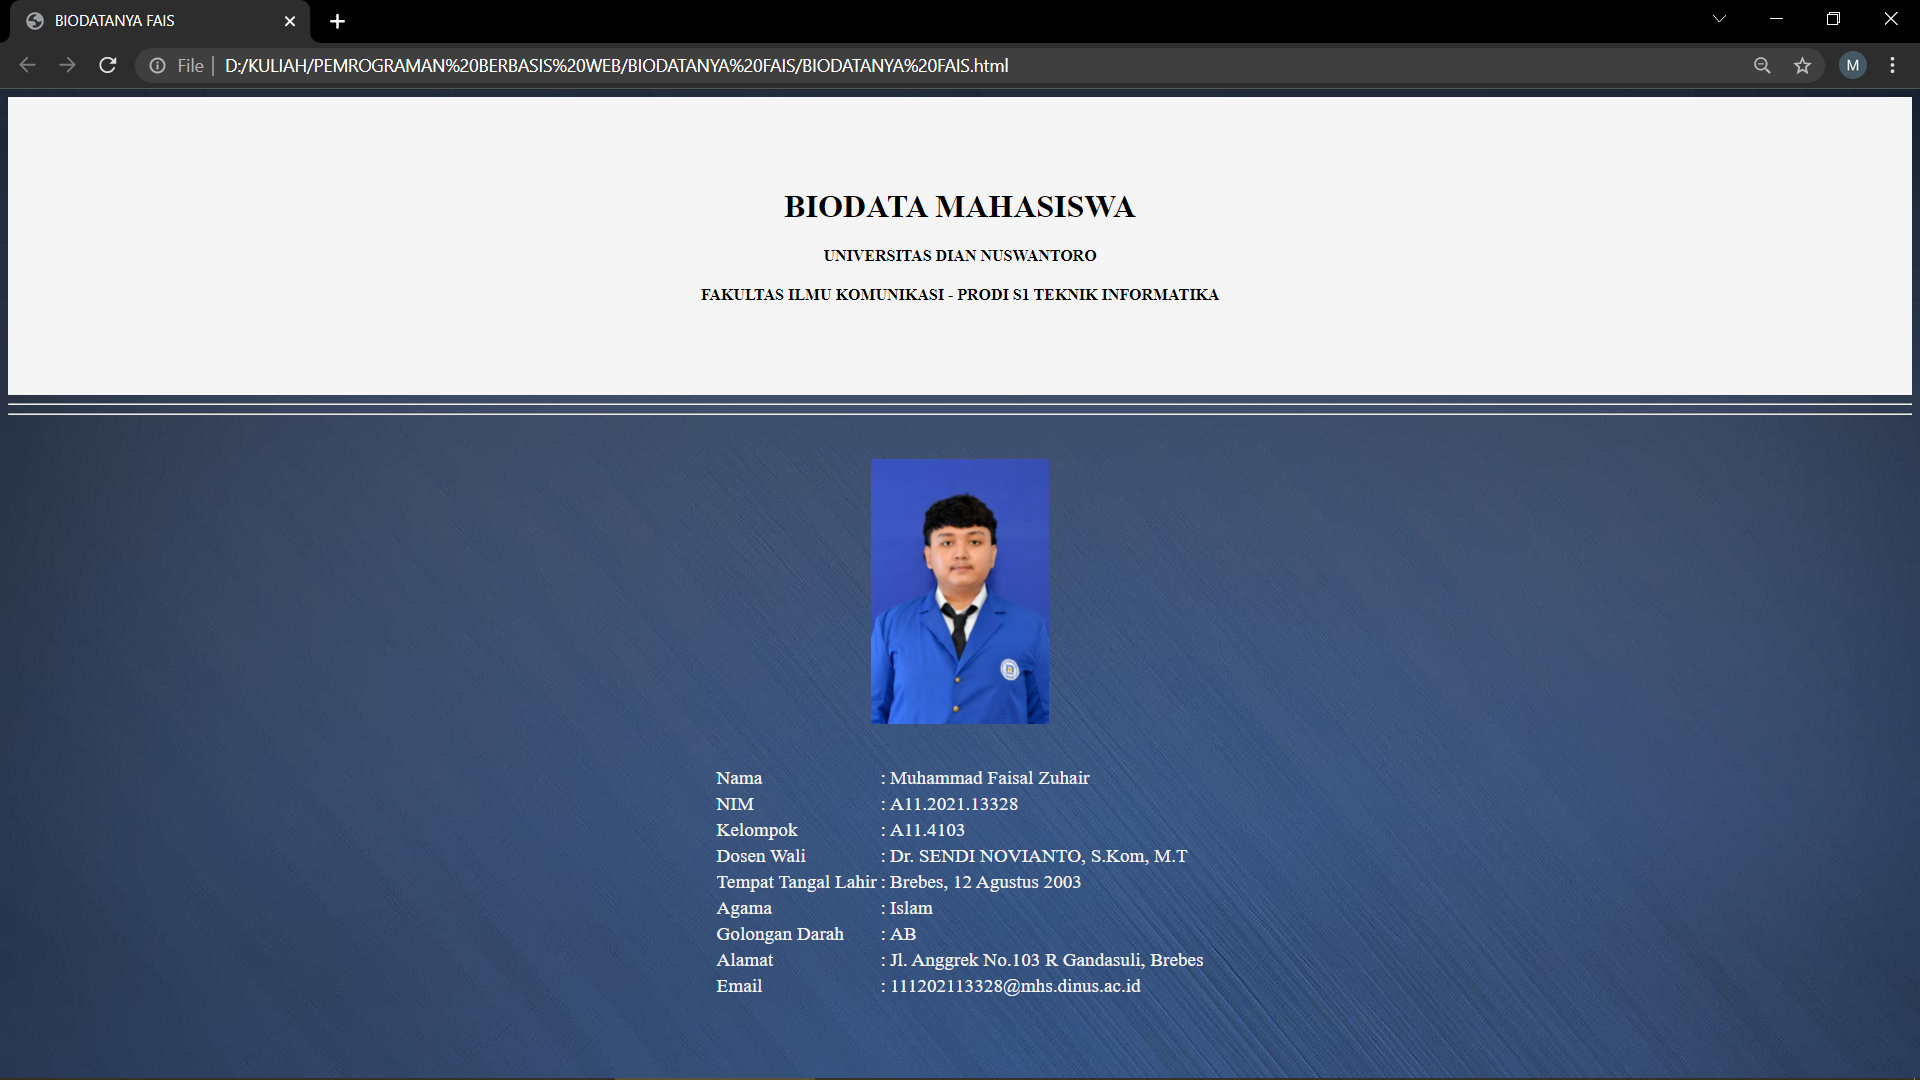 BIODATANYA FAIS
File
D:/KULIAH/PEMROGRAMAN%20BERBASIS%20WEB/BIODATANYA%20FAIS/BIODATANYA%20FAIS.html
M
BIODATA MAHASISWA
UNIVERSITAS DIAN NUSWANTORO
FAKULTAS ILMU KOMUNIKASI - PRODI S1 TEKNIK INFORMATIKA
Nama : Muhammad Faisal Zuhair
NIM : A11.2021.13328
Kelompok : A11.4103
Dosen Wali : Dr. SENDI NOVIANTO, S.Kom, M.T
Tempat Tangal Lahir : Brebes, 12 Agustus 2003
Agama : Islam
Golongan Darah : AB
Alamat : Jl. Anggrek No.103 R Gandasuli, Brebes
Email : 111202113328@mhs.dinus.ac.id